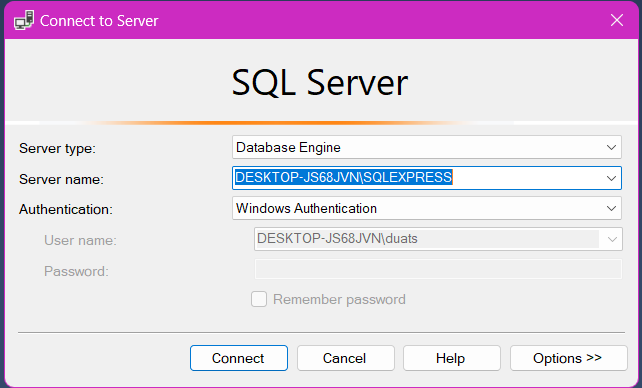 Connect to Server
SQL Server
Server type: Database Engine
Server name: DESKTOP-JS68JVN\SQLEXPRESS
Authentication: Windows Authentication
User name: DESKTOP-JS68JVN\duats
Password:
Remember password
Connect Cancel Help Options >>